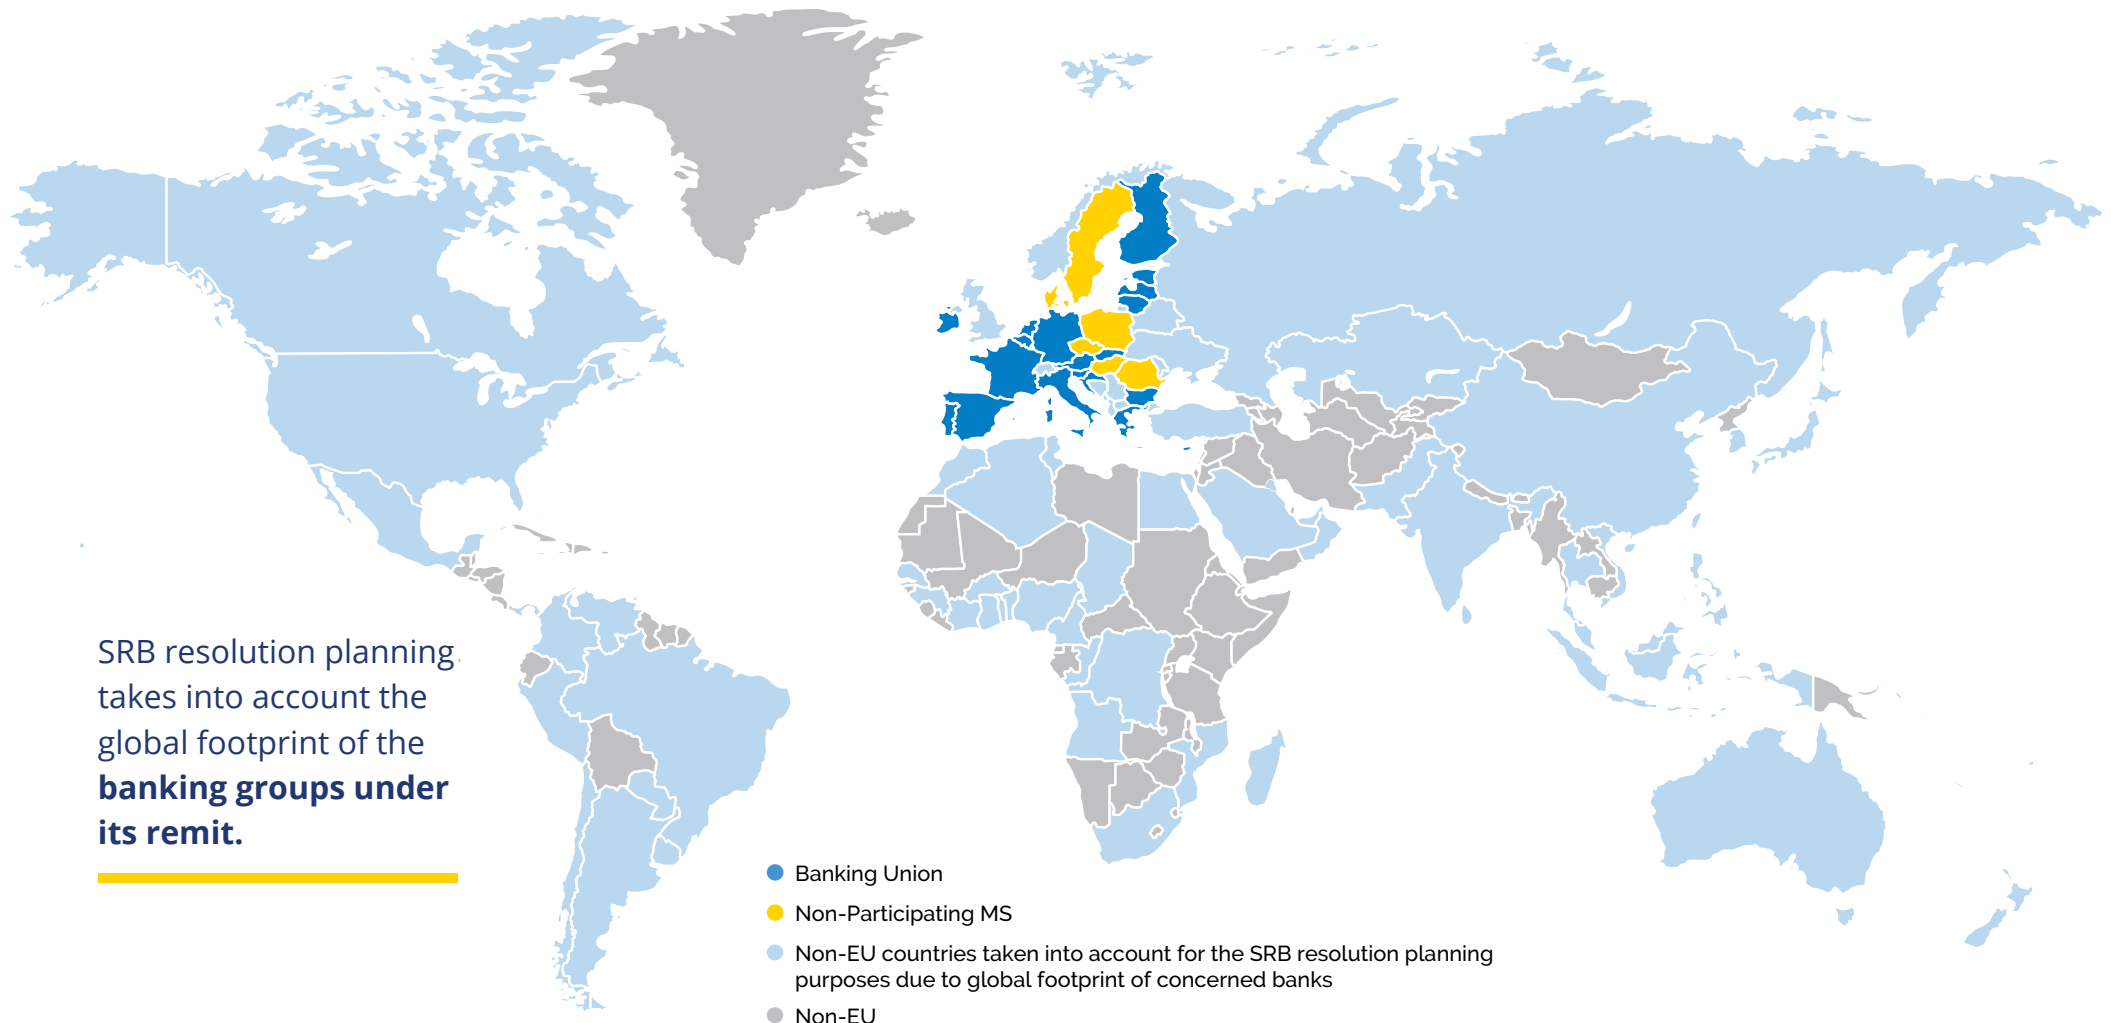 SRB resolution planning
takes into account the
global footprint of the
banking groups under
its remit.
Banking Union
Non-Participating MS
Non-EU countries taken into account for the SRB resolution planning
purposes due to global footprint of concerned banks
Non-EU